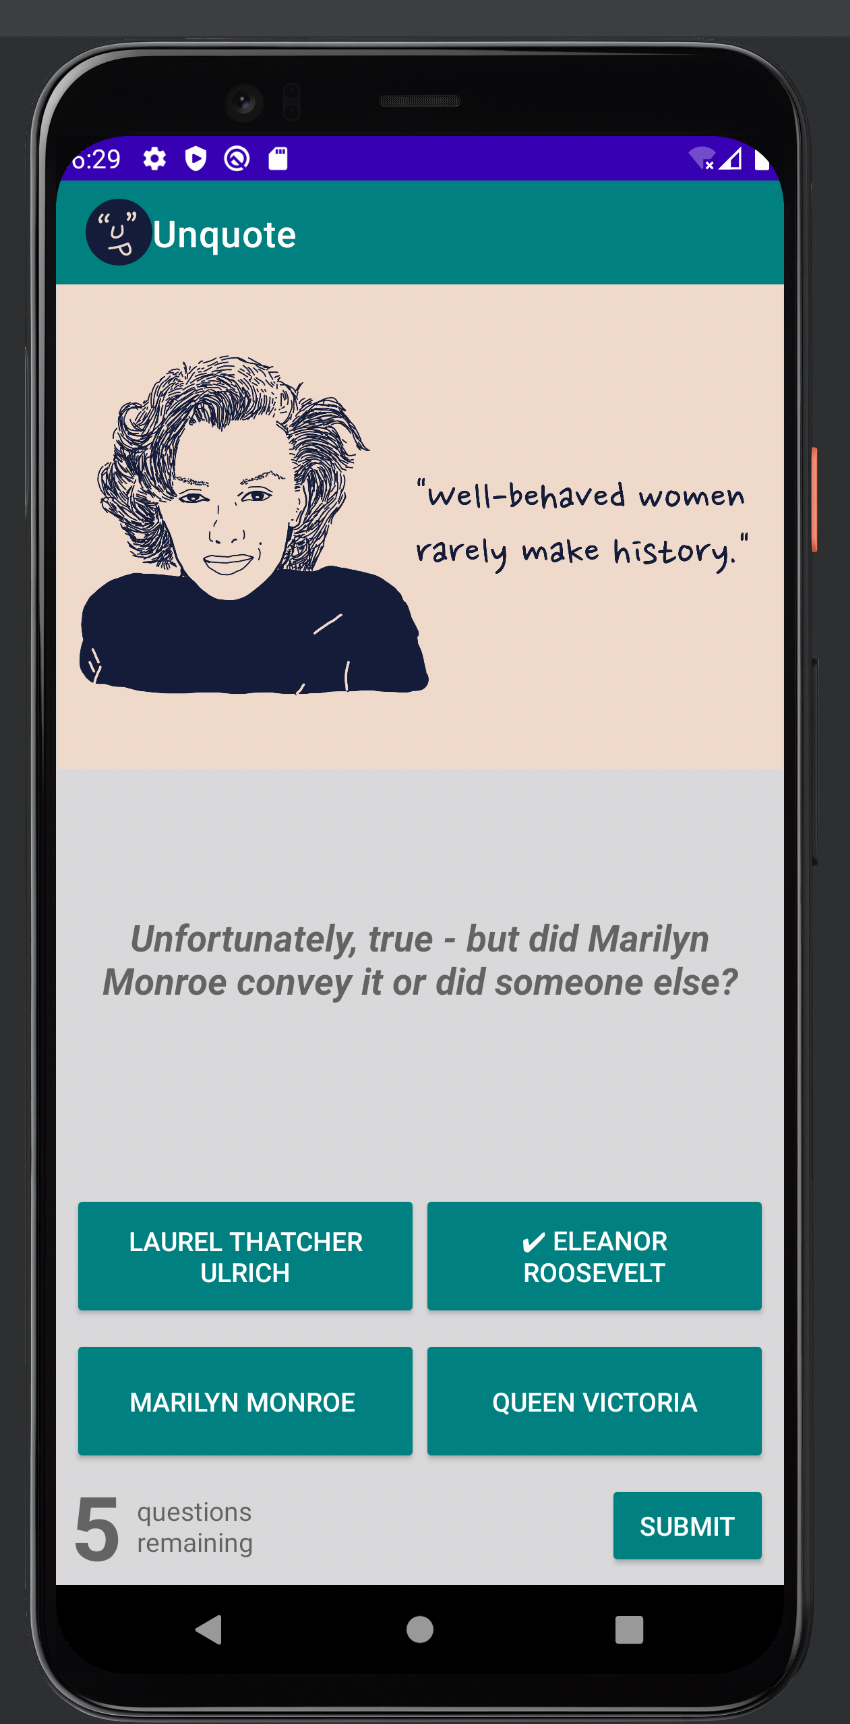 6:29
Unquote
"well-behaved women
rarely make history."
Unfortunately, true - but did Marilyn
Monroe convey it or did someone else?
LAUREL THATCHER
ULRICH
✔ ELEANOR
ROOSEVELT
MARILYN MONROE
QUEEN VICTORIA
5 questions
remaining
SUBMIT